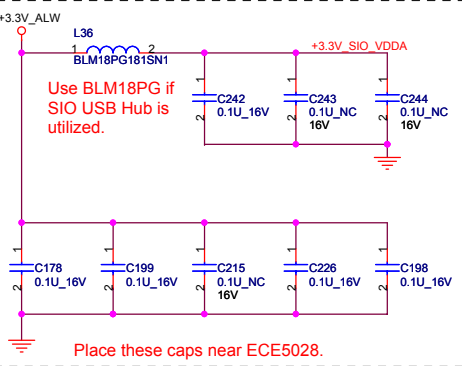 +3.3V_ALW
L36
1 2
+3.3V_SIO_VDDA
BLM18PG181SN1
Use BLM18PG if
SIO USB Hub is
utilized.
1 1 1
C242 C243 C244
0.1U_16V 0.1U_NC 0.1U_NC
2 2 2
16V 16V
1 1 1 1 1
C178 C199 C215 C226 C198
0.1U_16V 0.1U_16V 0.1U_NC 0.1U_16V 0.1U_16V
2 2 2 2 2
16V
Place these caps near ECE5028.